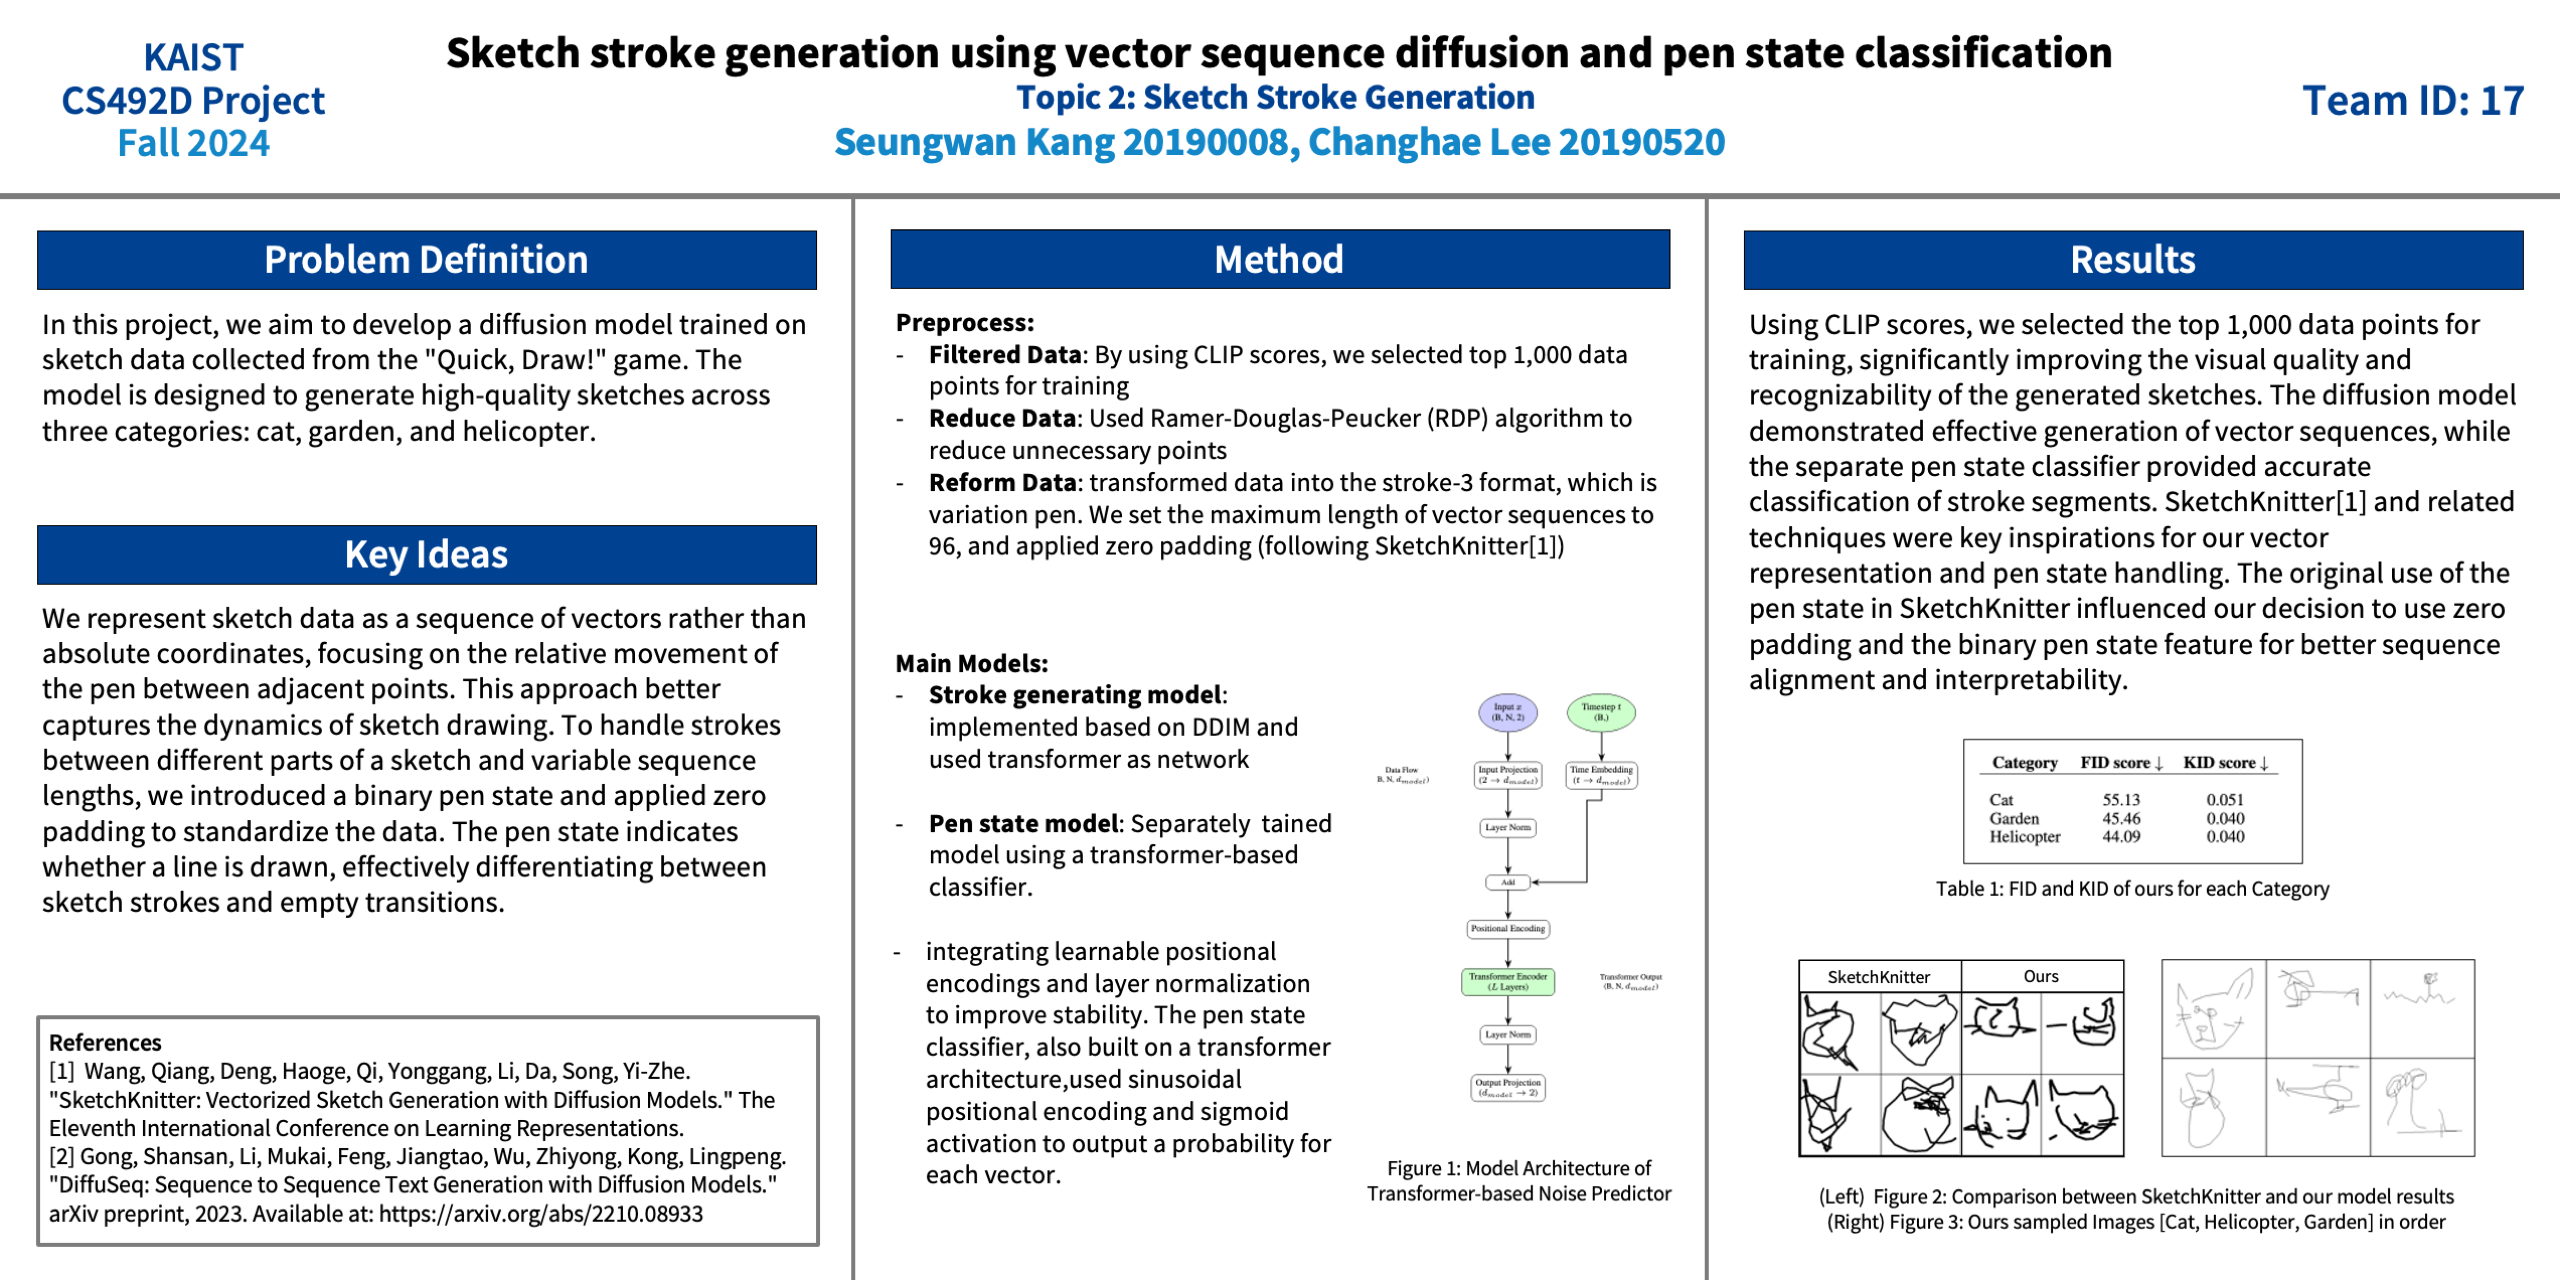 KAIST
CS492D Project
Fall 2024
Sketch stroke generation using vector sequence diffusion and pen state classification
Topic 2: Sketch Stroke Generation
Seungwan Kang 20190008, Changhae Lee 20190520
Team ID: 17
Problem Definition
In this project, we aim to develop a diffusion model trained on
sketch data collected from the "Quick, Draw!" game. The
model is designed to generate high-quality sketches across
three categories: cat, garden, and helicopter.
Key Ideas
We represent sketch data as a sequence of vectors rather than
absolute coordinates, focusing on the relative movement of
the pen between adjacent points. This approach better
captures the dynamics of sketch drawing. To handle strokes
between different parts of a sketch and variable sequence
lengths, we introduced a binary pen state and applied zero
padding to standardize the data. The pen state indicates
whether a line is drawn, effectively differentiating between
sketch strokes and empty transitions.
References
[1] Wang, Qiang, Deng, Haoge, Qi, Yonggang, Li, Da, Song, Yi-Zhe.
"SketchKnitter: Vectorized Sketch Generation with Diffusion Models." The
Eleventh International Conference on Learning Representations.
[2] Gong, Shansan, Li, Mukai, Feng, Jiangtao, Wu, Zhiyong, Kong, Lingpeng.
"DiffuSeq: Sequence to Sequence Text Generation with Diffusion Models."
arXiv preprint, 2023. Available at: https://arxiv.org/abs/2210.08933
Method
Preprocess:
- Filtered Data: By using CLIP scores, we selected top 1,000 data
points for training
- Reduce Data: Used Ramer-Douglas-Peucker (RDP) algorithm to
reduce unnecessary points
- Reform Data: transformed data into the stroke-3 format, which is
variation pen. We set the maximum length of vector sequences to
96, and applied zero padding (following SketchKnitter[1])
Main Models:
- Stroke generating model:
implemented based on DDIM and
used transformer as network
- Pen state model: Separately tained
model using a transformer-based
classifier.
- integrating learnable positional
encodings and layer normalization
to improve stability. The pen state
classifier, also built on a transformer
architecture,used sinusoidal
positional encoding and sigmoid
activation to output a probability for
each vector.
Input x
(B, N, 2)
Timestep t
(B,)
Data Flow
B, N, d_model)
Input Projection
(2 → d_model)
Time Embedding
(t → d_model)
Layer Norm
Add
Positional Encoding
Transformer Encoder
(L Layers)
Transformer Output
(B, N, d_model)
Layer Norm
Output Projection
(d_model → 2)
Figure 1: Model Architecture of
Transformer-based Noise Predictor
Results
Using CLIP scores, we selected the top 1,000 data points for
training, significantly improving the visual quality and
recognizability of the generated sketches. The diffusion model
demonstrated effective generation of vector sequences, while
the separate pen state classifier provided accurate
classification of stroke segments. SketchKnitter[1] and related
techniques were key inspirations for our vector
representation and pen state handling. The original use of the
pen state in SketchKnitter influenced our decision to use zero
padding and the binary pen state feature for better sequence
alignment and interpretability.
Category FID score ↓ KID score ↓
Cat 55.13 0.051
Garden 45.46 0.040
Helicopter 44.09 0.040
Table 1: FID and KID of ours for each Category
SketchKnitter Ours
(Left) Figure 2: Comparison between SketchKnitter and our model results
(Right) Figure 3: Ours sampled Images [Cat, Helicopter, Garden] in order